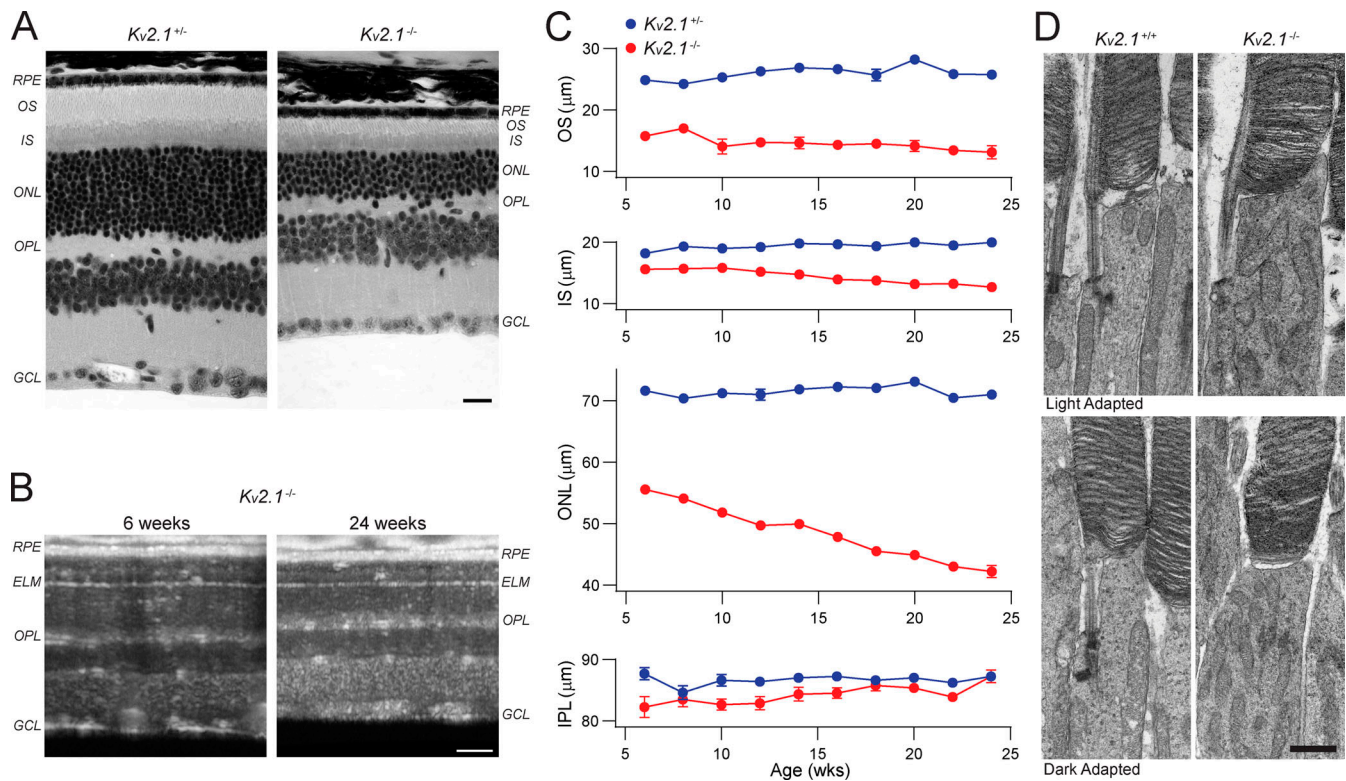 A
Kv2.1+/-
Kv2.1-/-
RPE
OS
IS
ONL
OPL
GCL
RPE
OS
IS
ONL
OPL
GCL
B
Kv2.1-/-
6 weeks
24 weeks
RPE
ELM
OPL
GCL
RPE
ELM
OPL
GCL
C
Kv2.1+/-
Kv2.1-/-
OS (μm)
30
20
10
5
10
15
20
25
IS (μm)
20
10
5
10
15
20
25
ONL (μm)
70
60
50
40
5
10
15
20
25
IPL (μm)
90
80
5
10
15
20
25
Age (wks)
D
Kv2.1+/+
Kv2.1-/-
Light Adapted
Dark Adapted